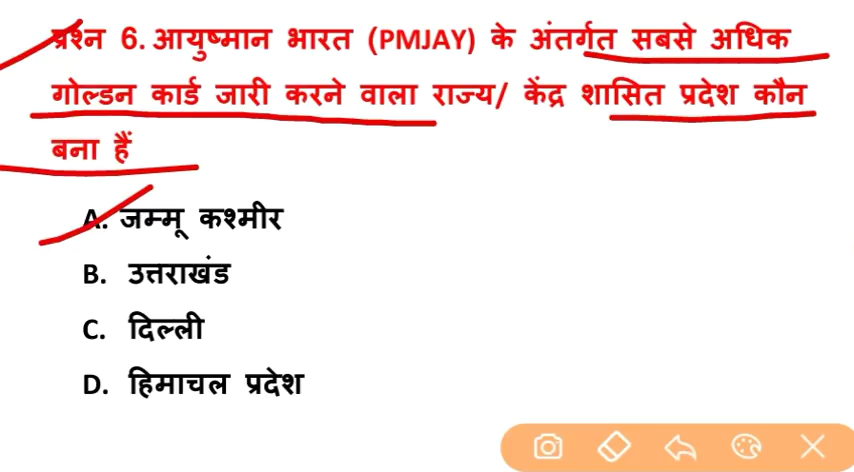 प्रश्न 6. आयुष्मान भारत (PMJAY) के अंतर्गत सबसे अधिक
गोल्डन कार्ड जारी करने वाला राज्य/ केंद्र शासित प्रदेश कौन
बना हैं
A. जम्मू कश्मीर
B. उत्तराखंड
C. दिल्ली
D. हिमाचल प्रदेश